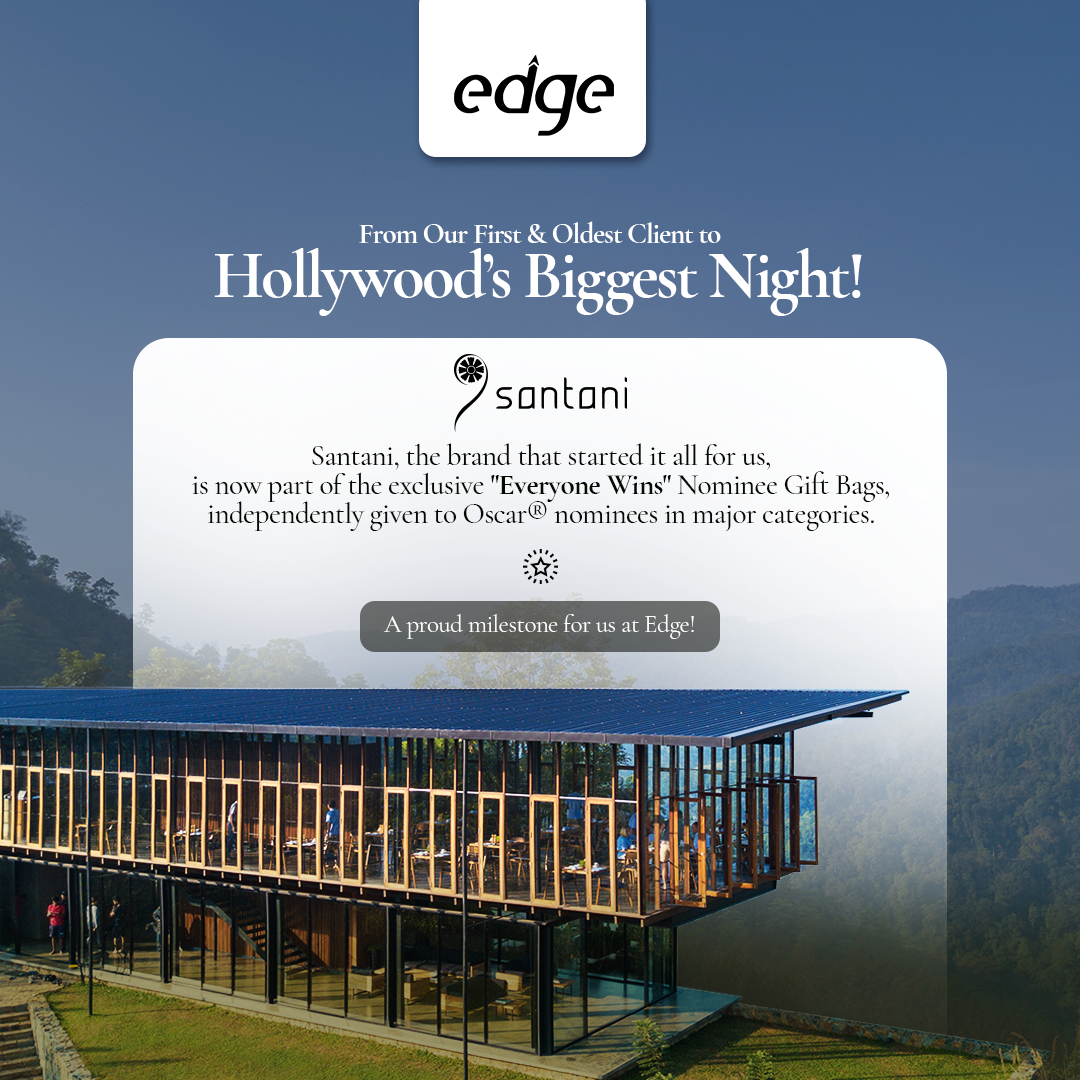 edge
From Our First & Oldest Client to
Hollywood’s Biggest Night!
santani
Santani, the brand that started it all for us,
is now part of the exclusive "Everyone Wins" Nominee Gift Bags,
independently given to Oscar® nominees in major categories.
A proud milestone for us at Edge!